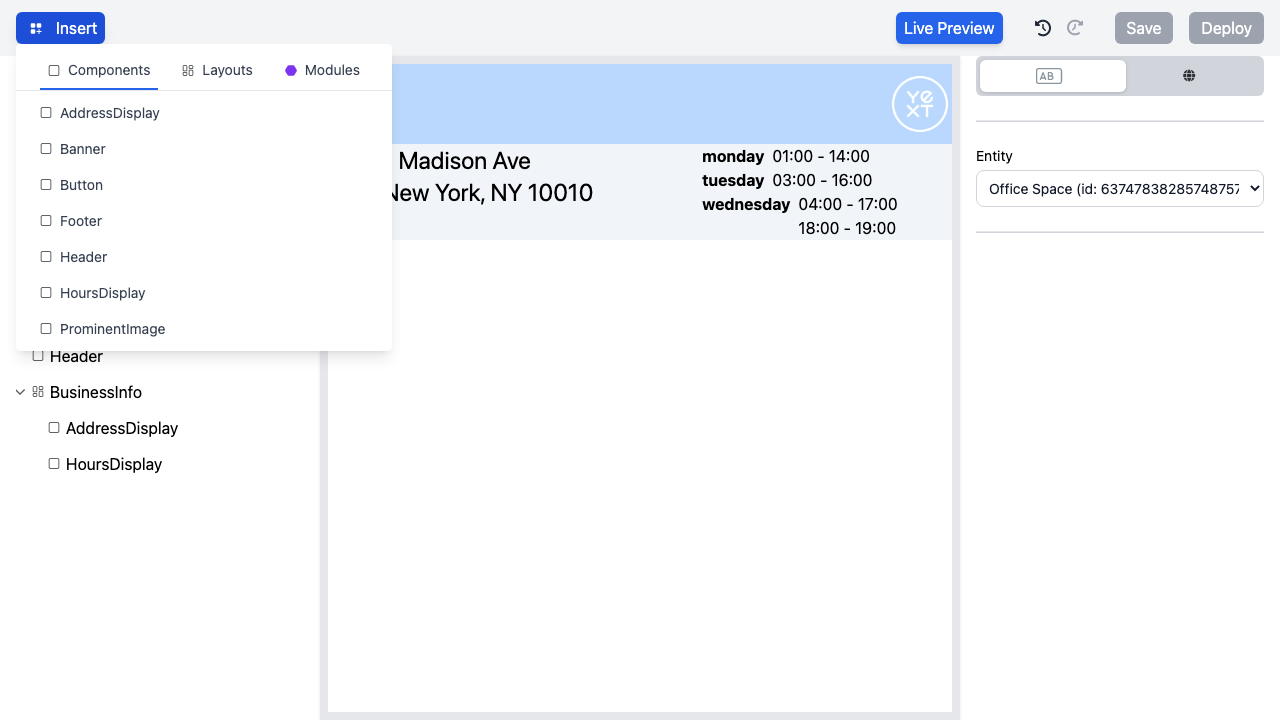 Insert
Live Preview
Save
Deploy
Components
Layouts
Modules
AddressDisplay
Banner
Button
Footer
Header
HoursDisplay
ProminentImage
Header
BusinessInfo
AddressDisplay
HoursDisplay
YEXT
Madison Ave
New York, NY 10010
monday 01:00 - 14:00
tuesday 03:00 - 16:00
wednesday 04:00 - 17:00
18:00 - 19:00
AB
Entity
Office Space (id: 63747838285748757